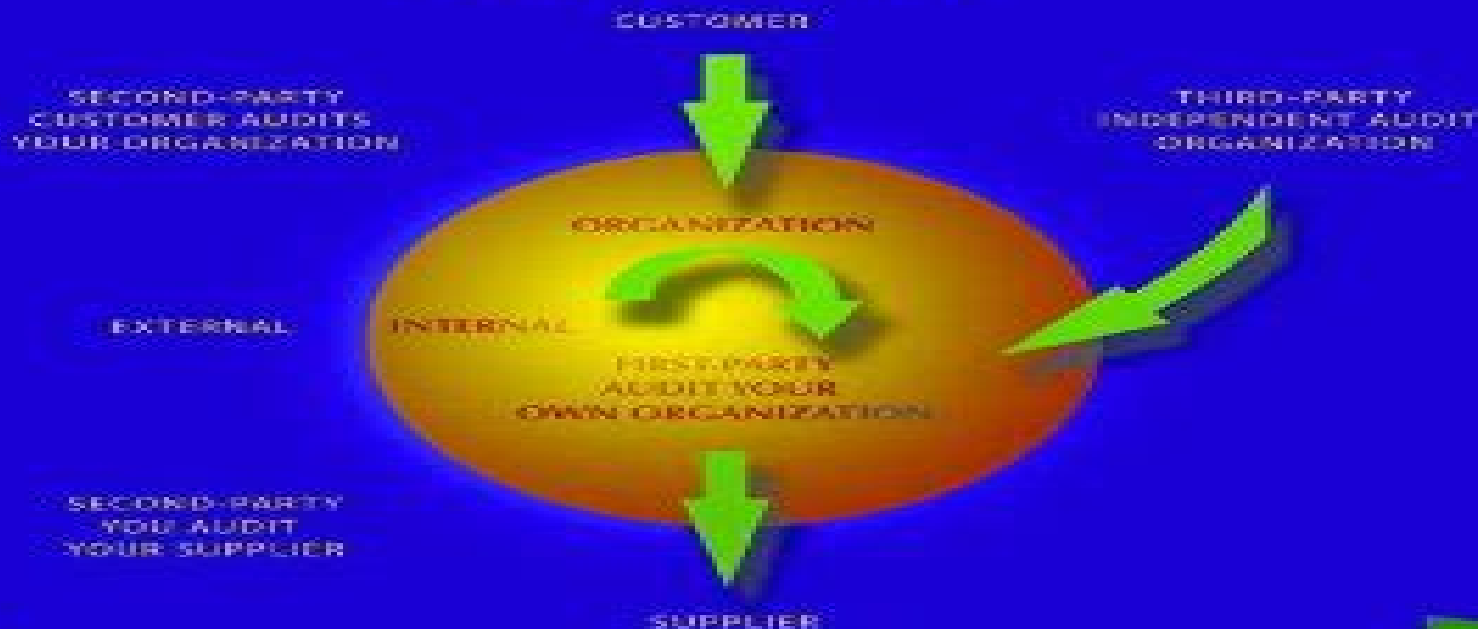 CUSTOMER
SECOND-PARTY
CUSTOMER AUDITS
YOUR ORGANIZATION
THIRD-PARTY
INDEPENDENT AUDIT
ORGANIZATION
ORGANIZATION
EXTERNAL
INTERNAL
FIRST-PARTY
AUDIT YOUR
OWN ORGANIZATION
SECOND-PARTY
YOU AUDIT
YOUR SUPPLIER
SUPPLIER